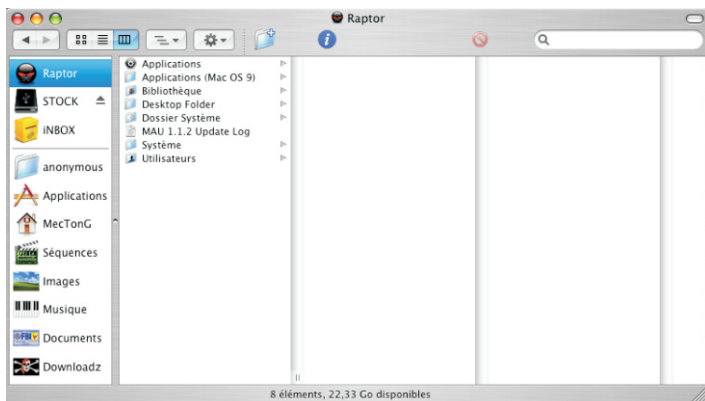 Raptor
Raptor
STOCK
iNBOX
anonymous
Applications
MecTonG
Séquences
Images
Musique
Documents
Downloadz
Applications
Applications (Mac OS 9)
Bibliothèque
Desktop Folder
Dossier Système
MAU 1.1.2 Update Log
Système
Utilisateurs
8 éléments, 22,33 Go disponibles